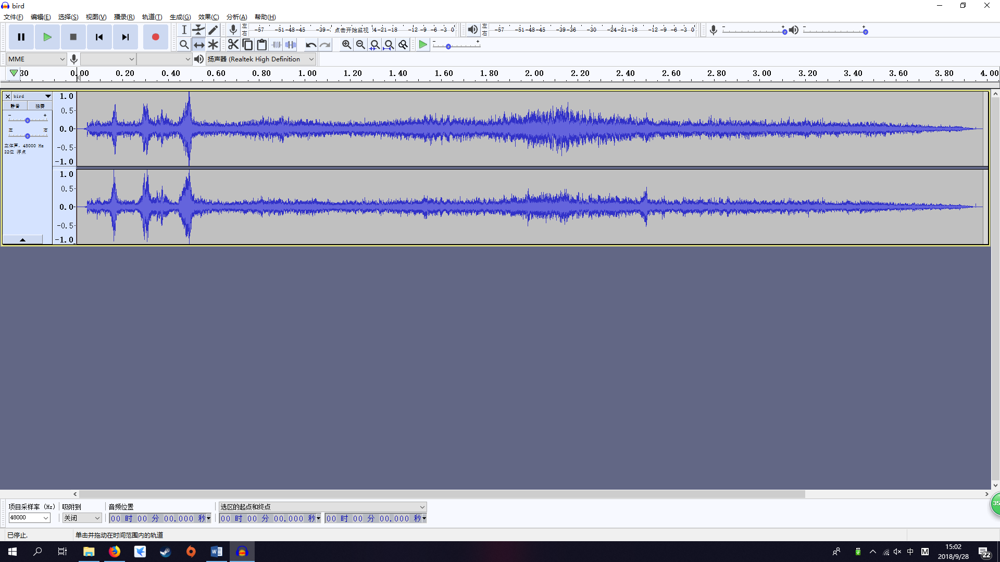 bird
文件(F) 编辑(E) 选择(S) 视图(V) 播录(R) 轨道(T) 生成(G) 效果(C) 分析(A) 帮助(H)
左 右 -57 -51-48-45 -39- 点击开始监视 -21-18 -12 -9 -6 -3 0 左 右 -57 -51-48-45 -39-36 -30 -24-21-18 -12 -9 -6 -3 0
MME 扬声器 (Realtek High Definition
30 0.00 0.20 0.40 0.60 0.80 1.00 1.20 1.40 1.60 1.80 2.00 2.20 2.40 2.60 2.80 3.00 3.20 3.40 3.60 3.80 4.00
bird
静音 独奏
左 右
立体声, 48000 Hz
32位 浮点
1.0
0.5
0.0
-0.5
-1.0
1.0
0.5
0.0
-0.5
-1.0
项目采样率 (Hz) 吸附到 音频位置 选区的起点和终点
48000 关闭 00 时 00 分 00.000 秒 00 时 00 分 00.000 秒 00 时 00 分 00.000 秒
35
已停止. 单击并拖动在时间范围内的轨道
中 M 15:02
2018/9/28
22